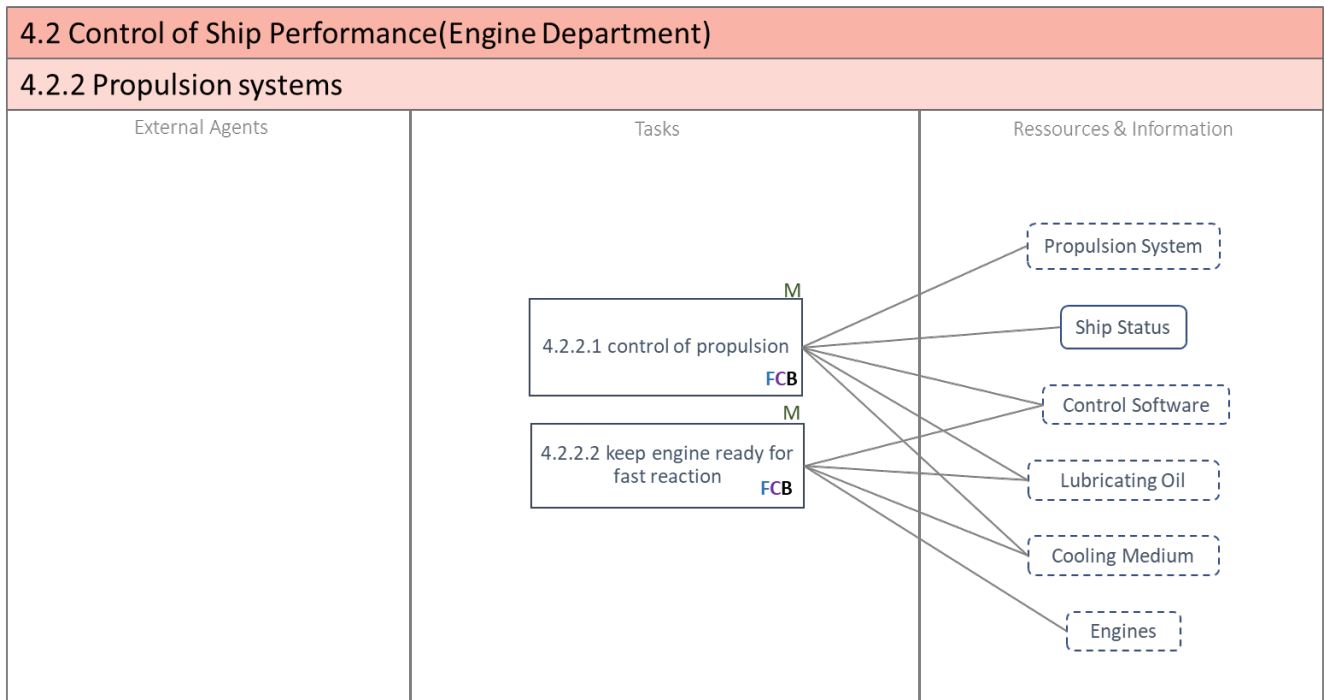 4.2 Control of Ship Performance(Engine Department)
4.2.2 Propulsion systems
External Agents
Tasks
Ressources & Information
M
4.2.2.1 control of propulsion
FCB
M
4.2.2.2 keep engine ready for
fast reaction
FCB
Propulsion System
Ship Status
Control Software
Lubricating Oil
Cooling Medium
Engines